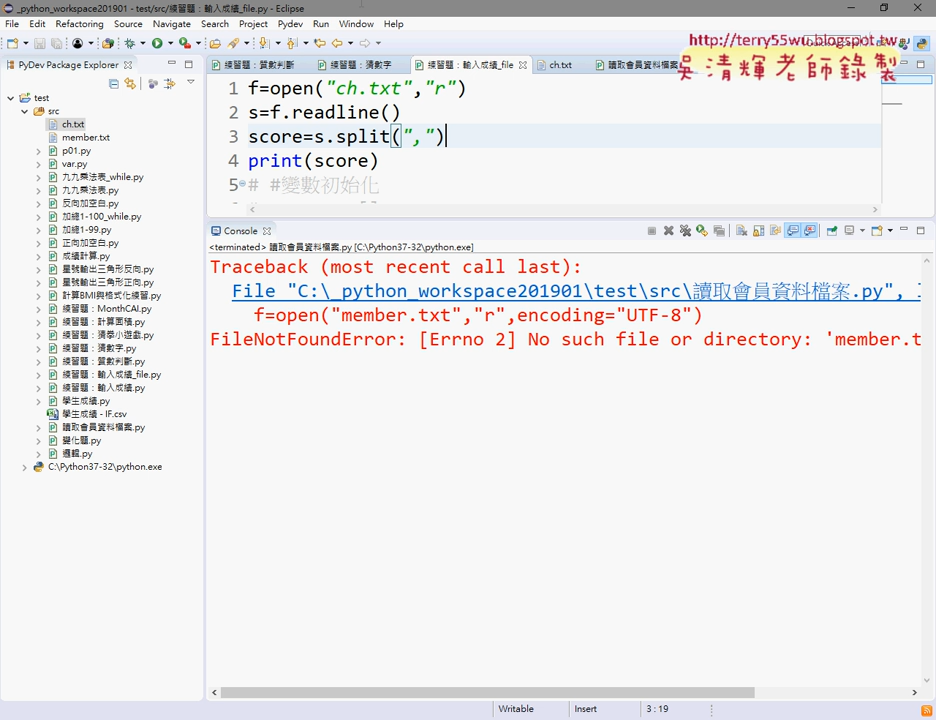 _python_workspace201901 - test/src/練習題：輸入成績_file.py - Eclipse
File Edit Refactoring Source Navigate Search Project Pydev Run Window Help
http://terry55wu.blogspot.tw
吳清輝老師錄製
PyDev Package Explorer
練習題：質數判斷 練習題：猜數字 練習題：輸入成績_file ch.txt 讀取會員資料檔案
test
src
ch.txt
member.txt
p01.py
var.py
九九乘法表_while.py
九九乘法表.py
反向加空白.py
加總1-100_while.py
加總1-99.py
正向加空白.py
成績計算.py
星號輸出三角形反向.py
星號輸出三角形正向.py
計算BMI與格式化練習.py
練習題：MonthCAl.py
練習題：計算面積.py
練習題：猜拳小遊戲.py
練習題：猜數字.py
練習題：質數判斷.py
練習題：輸入成績_file.py
練習題：輸入成績.py
學生成績.py
學生成績 - IF.csv
讀取會員資料檔案.py
變化題.py
邏輯.py
C:\Python37-32\python.exe
1 f=open("ch.txt","r")
2 s=f.readline()
3 score=s.split(",")
4 print(score)
5 # #變數初始化
Console
<terminated> 讀取會員資料檔案.py [C:\Python37-32\python.exe]
Traceback (most recent call last):
File "C:\_python_workspace201901\test\src\讀取會員資料檔案.py",
f=open("member.txt","r",encoding="UTF-8")
FileNotFoundError: [Errno 2] No such file or directory: 'member.t
Writable Insert 3 : 19